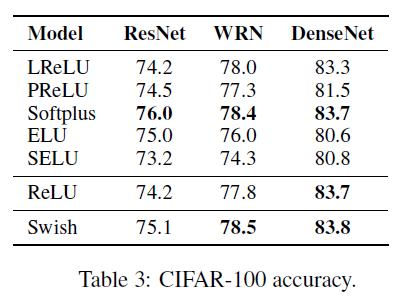 Model ResNet WRN DenseNet
LReLU 74.2 78.0 83.3
PReLU 74.5 77.3 81.5
Softplus 76.0 78.4 83.7
ELU 75.0 76.0 80.6
SELU 73.2 74.3 80.8
ReLU 74.2 77.8 83.7
Swish 75.1 78.5 83.8
Table 3: CIFAR-100 accuracy.